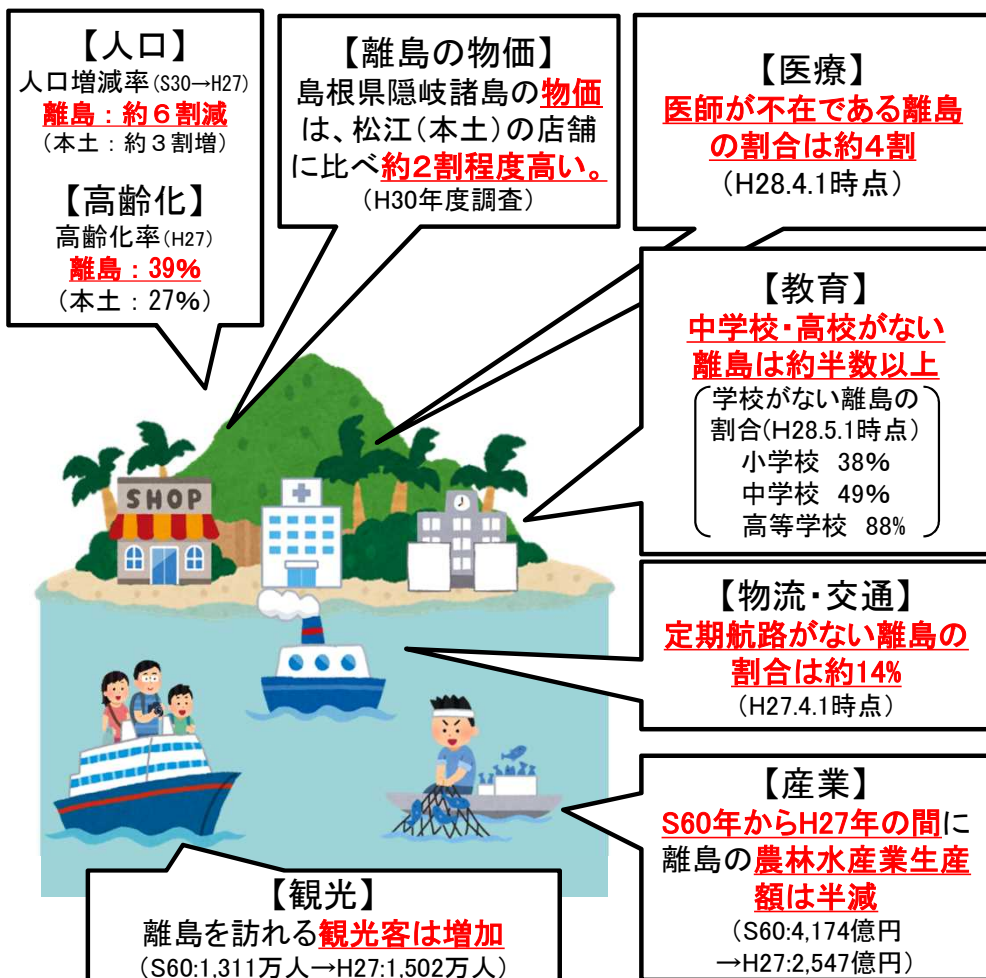 【人口】
人口増減率(S30→H27)
離島：約６割減
(本土：約３割増)
【高齢化】
高齢化率(H27)
離島：39%
(本土：27%)
【離島の物価】
島根県隠岐諸島の物価
は、松江(本土)の店舗
に比べ約2割程度高い。
(H30年度調査)
【医療】
医師が不在である離島
の割合は約4割
(H28.4.1時点)
【教育】
中学校・高校がない
離島は約半数以上
学校がない離島の
割合(H28.5.1時点)
小学校 38%
中学校 49%
高等学校 88%
SHOP
【物流・交通】
定期航路がない離島の
割合は約14%
(H27.4.1時点)
【産業】
S60年からH27年の間に
離島の農林水産業生産
額は半減
(S60:4,174億円
→H27:2,547億円)
【観光】
離島を訪れる観光客は増加
(S60:1,311万人→H27:1,502万人)